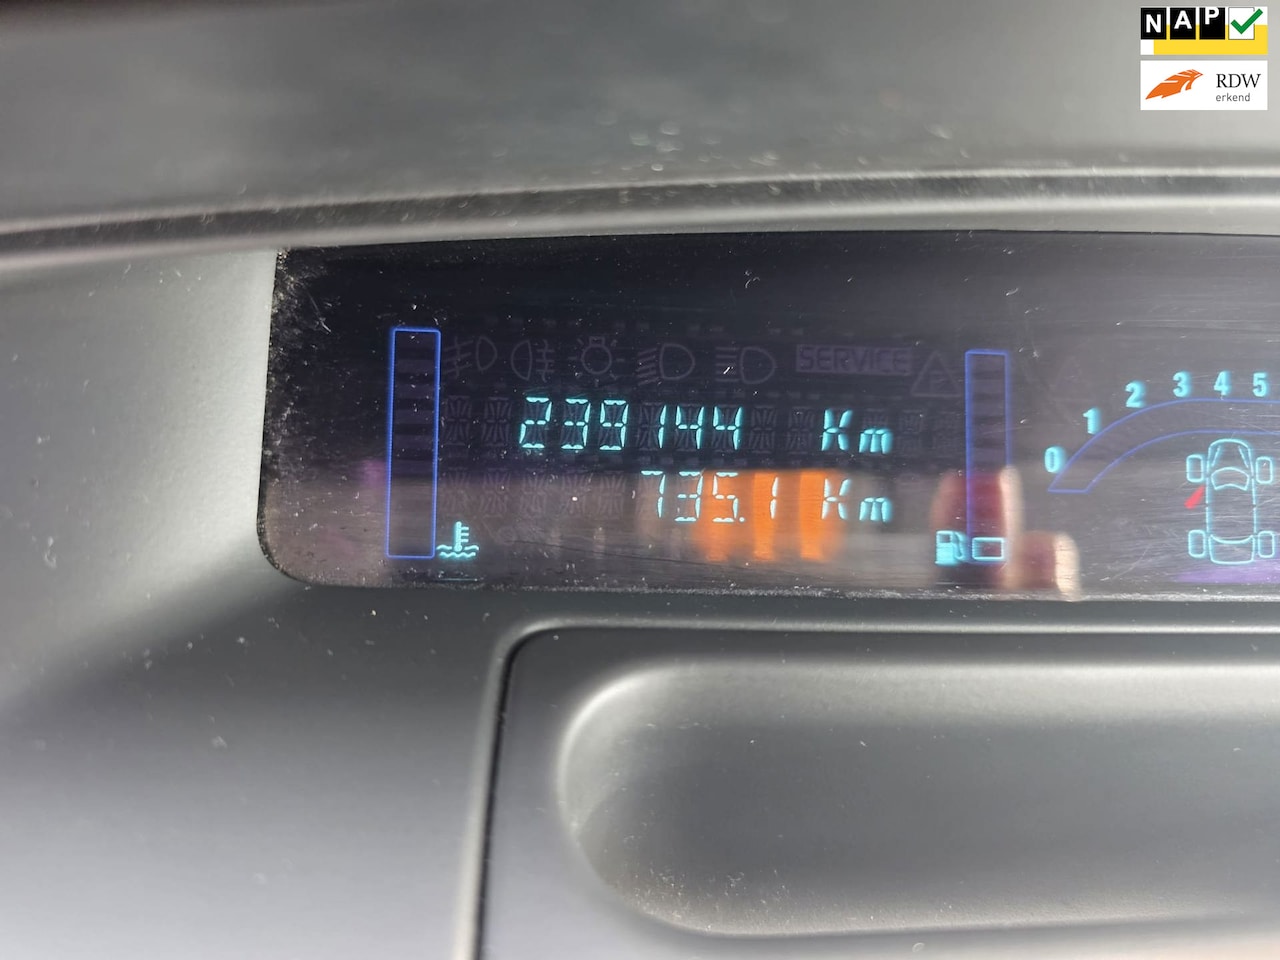 NAP
RDW
erkend
SERVICE
239144 Km
735.1 Km
0 1 2 3 4 5
P